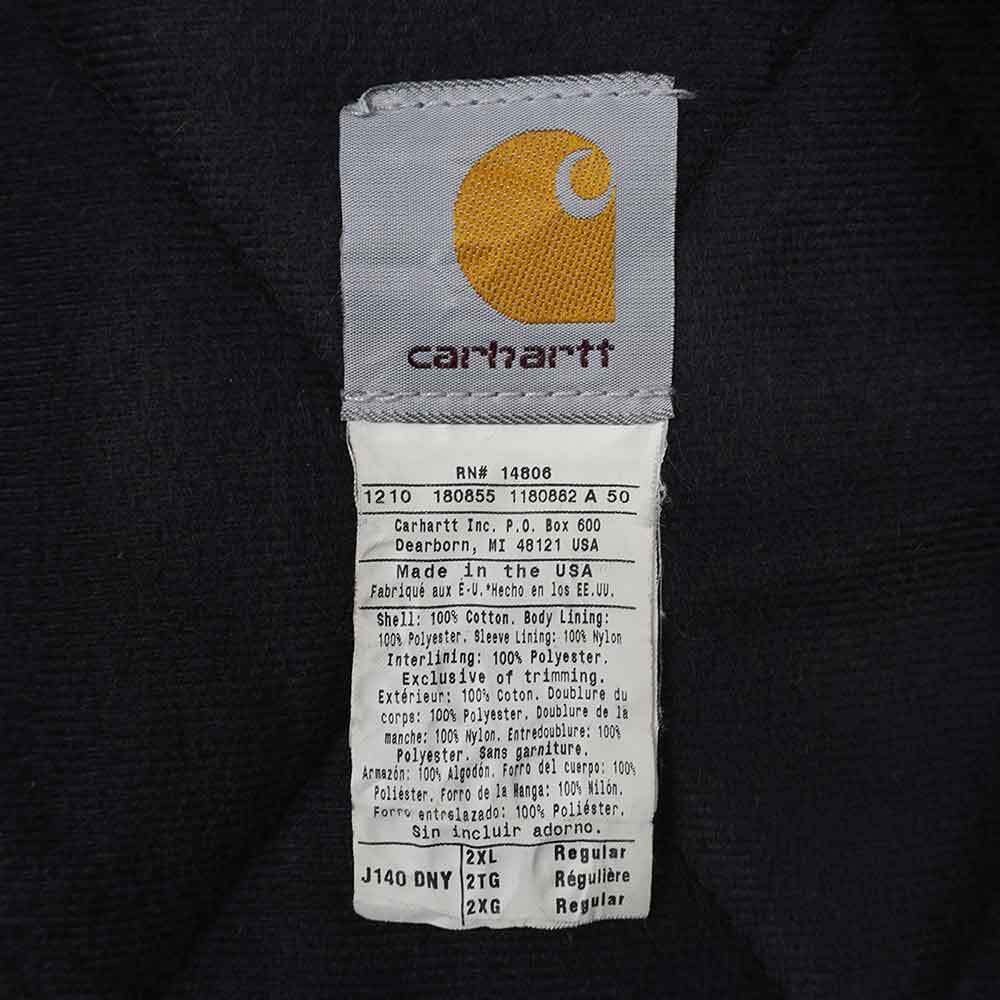 carhartt
RN# 14806
1210 180855 1180882 A 50
Carhartt Inc. P.O. Box 600
Dearborn, MI 48121 USA
Made in the USA
Fabriqué aux E-U.*Hecho en los EE.UU.
Shell: 100% Cotton. Body Lining:
100% Polyester. Sleeve Lining: 100% Nylon
Interlining: 100% Polyester.
Exclusive of trimming.
Extérieur: 100% Coton. Doublure du
corps: 100% Polyester. Doublure de la
manche: 100% Nylon. Entredoublure: 100%
Polyester. Sans garniture.
Armazón: 100% Algodón. Forro del cuerpo: 100%
Poliéster. Forro de la Manga: 100% Nilón.
Forro entrelazado: 100% Poliéster.
Sin incluir adorno.
J140 DNY
2XL Regular
2TG Régulière
2XG Regular